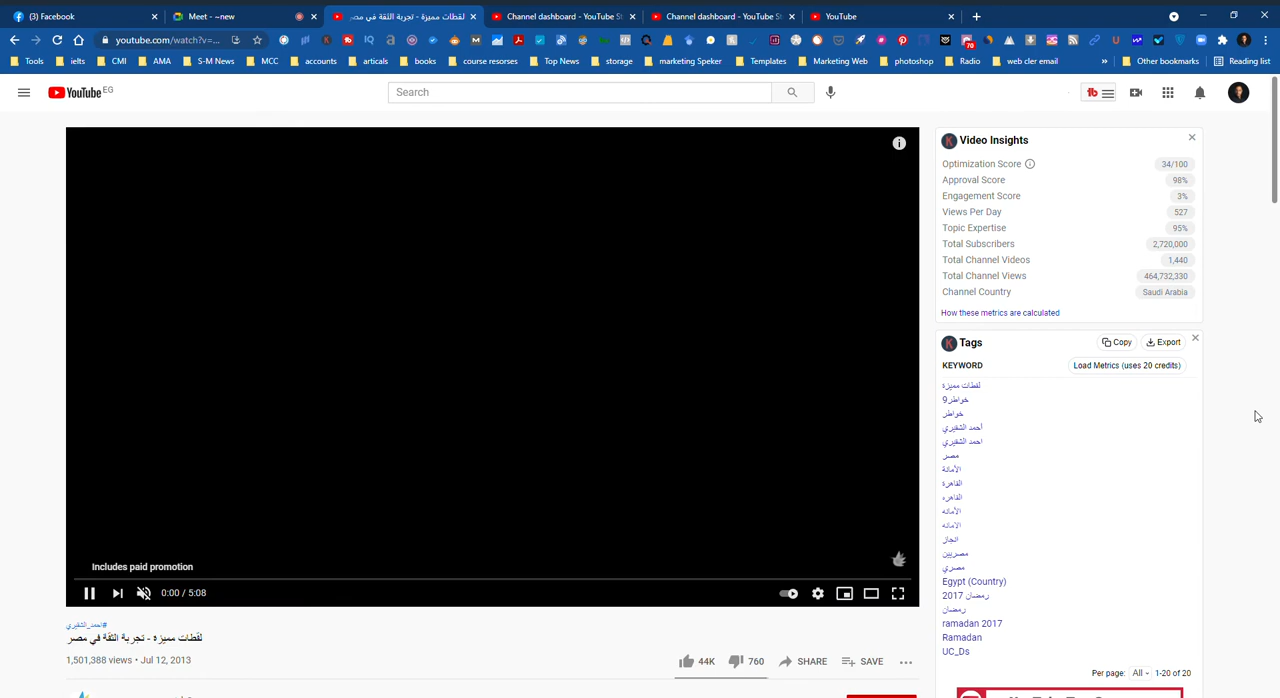 (3) Facebook
Meet - ~new
لقطات مميزة - تجربة الثقة في مصر
Channel dashboard - YouTube St
Channel dashboard - YouTube St
YouTube
youtube.com/watch?v=...
70
Tools
ielts
CMI
AMA
S-M News
MCC
accounts
articals
books
course resorses
Top News
storage
marketing Speker
Templates
Marketing Web
photoshop
Radio
web cler email
»
Other bookmarks
Reading list
YouTube EG
Search
Video Insights
Optimization Score 34/100
Approval Score 98%
Engagement Score 3%
Views Per Day 527
Topic Expertise 95%
Total Subscribers 2,720,000
Total Channel Videos 1,440
Total Channel Views 464,732,330
Channel Country Saudi Arabia
How these metrics are calculated
Tags
Copy
Export
KEYWORD
Load Metrics (uses 20 credits)
لقطات مميزة
خواطر9
خواطر
أحمد الشقيري
احمد الشقيري
مصر
الأمانة
القاهرة
القاهره
الأمانه
الامانه
انجاز
مصريين
مصري
Egypt (Country)
رمضان 2017
رمضان
ramadan 2017
Ramadan
UC_Ds
Per page: All 1-20 of 20
Includes paid promotion
0:00 / 5:08
#احمد_الشقيري
لقطات مميزة - تجربة الثقة في مصر
1,501,388 views • Jul 12, 2013
44K
760
SHARE
SAVE